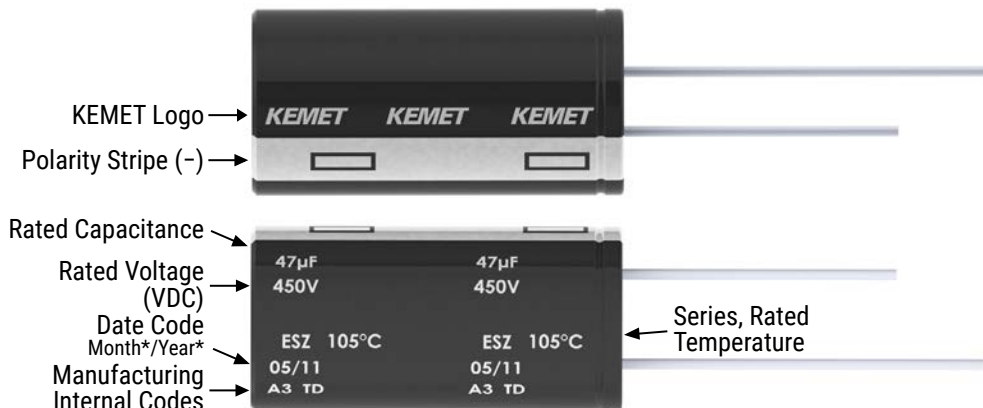 KEMET Logo
KEMET KEMET KEMET
Polarity Stripe (−)
Rated Capacitance
47µF 47µF
Rated Voltage
(VDC)
450V 450V
Date Code
Month*/Year*
ESZ 105°C ESZ 105°C
05/11 05/11
Manufacturing
Internal Codes
A3 TD A3 TD
Series, Rated
Temperature